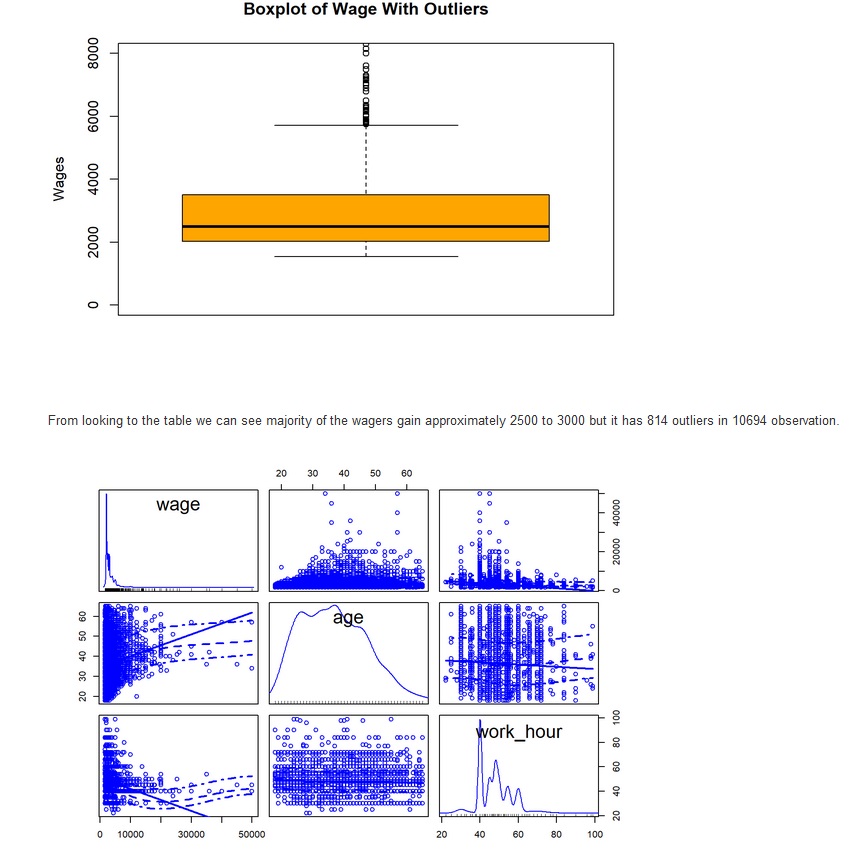 Boxplot of Wage With Outliers
8000
6000
4000
2000
0
Wages
From looking to the table we can see majority of the wagers gain approximately 2500 to 3000 but it has 814 outliers in 10694 observation.
20 30 40 50 60
wage
40000
20000
0
60
50
40
30
20
age
work_hour
100
80
60
40
20
0 10000 30000 50000
20 40 60 80 100